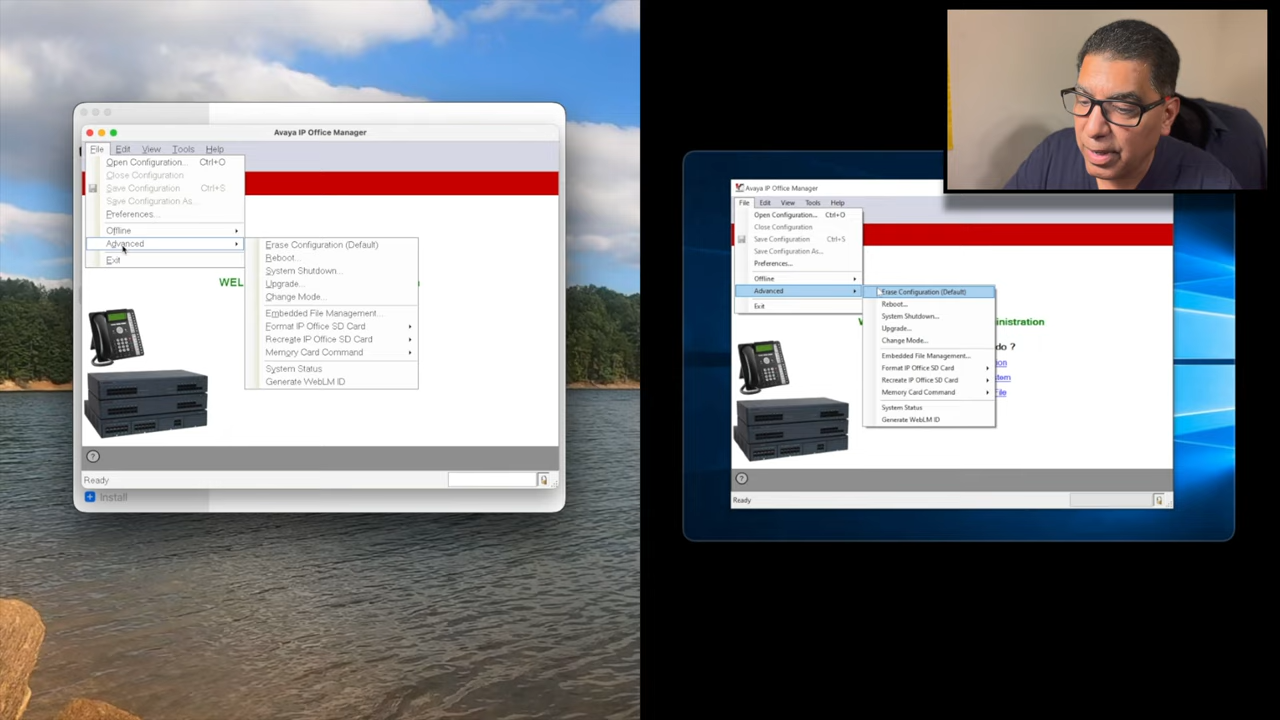 Avaya IP Office Manager
File Edit View Tools Help
Open Configuration... Ctrl+O
Close Configuration
Save Configuration Ctrl+S
Save Configuration As...
Preferences...
Offline
Advanced
Exit
Erase Configuration (Default)
Reboot...
System Shutdown...
Upgrade...
Change Mode...
Embedded File Management...
Format IP Office SD Card
Recreate IP Office SD Card
Memory Card Command
System Status
Generate WebLM ID
WEL
Ready
Install
Avaya IP Office Manager
File Edit View Tools Help
Open Configuration... Ctrl+O
Close Configuration
Save Configuration Ctrl+S
Save Configuration As...
Preferences...
Offline
Advanced
Exit
Erase Configuration (Default)
Reboot...
System Shutdown...
Upgrade...
Change Mode...
Embedded File Management...
Format IP Office SD Card
Recreate IP Office SD Card
Memory Card Command
System Status
Generate WebLM ID
ministration
do ?
ion
tem
File
Ready